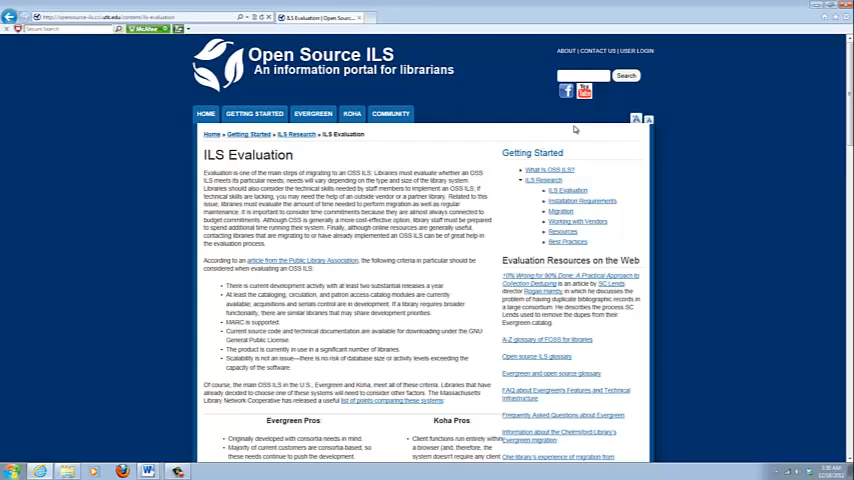 http://opensource-ils.cci.utk.edu/content/ils-evaluation
ILS Evaluation | Open Sourc...
Secure Search
McAfee
Open Source ILS
An information portal for librarians
ABOUT | CONTACT US | USER LOGIN
Search
HOME
GETTING STARTED
EVERGREEN
KOHA
COMMUNITY
Home » Getting Started » ILS Research » ILS Evaluation
ILS Evaluation
Evaluation is one of the main steps of migrating to an OSS ILS. Libraries must evaluate whether an OSS
ILS meets its particular needs; needs will vary depending on the type and size of the library system.
Librarians should also consider the technical skills needed by staff members to implement an OSS ILS; if
technical skills are lacking, you may need the help of an outside vendor or a partner library. Related to this
issue, libraries must evaluate the amount of time needed to perform migration as well as regular
maintenance. It is important to consider time commitments because they are almost always connected to
budget commitments. Although OSS is generally a more cost-effective option, library staff must be prepared
to spend additional time running their system. Finally, although online resources are generally useful,
contacting libraries that are migrating to or have already implemented an OSS ILS can be of great help in
the evaluation process.
According to an article from the Public Library Association, the following criteria in particular should be
considered when evaluating an OSS ILS:
There is current development activity with at least two substantial releases a year
At least the cataloging, circulation, and patron access-catalog modules are currently
available; acquisitions and serials control are in development. If a library requires broader
functionality, there are similar libraries that may share development priorities.
MARC is supported.
Current source code and technical documentation are available for downloading under the GNU
General Public License.
The product is currently in use in a significant number of libraries.
Scalability is not an issue—there is no risk of database size or activity levels exceeding the
capacity of the software.
Of course, the main OSS ILS in the U.S., Evergreen and Koha, meet all of these criteria. Libraries that have
already decided to choose one of these systems will need to consider other factors. The Massachusetts
Library Network Cooperative has released a useful list of points comparing these systems:
Evergreen Pros:
Originally developed with consortia needs in mind.
Majority of current customers are consortia-based, so
these needs continue to push the development.
Koha Pros:
Client functions run entirely within
a browser (and, therefore, the
system doesn't require any client
Getting Started
What is OSS ILS?
ILS Research
ILS Evaluation
Installation Requirements
Migration
Working with Vendors
Resources
Best Practices
Evaluation Resources on the Web
10% Wrong for 90% Done: A Practical Approach to
Collection Deduping is an article by SC Lends
director Rogan Hamby, in which he discusses the
problem of having duplicate bibliographic records in
a large consortium. He describes the process SC
Lends used to remove the dupes from their
Evergreen catalog.
A-Z glossary of FOSS for libraries
Open source ILS glossary
Evergreen and open source glossary
FAQ about Evergreen's Features and Technical
Infrastructure
Frequently Asked Questions about Evergreen
Information about the Chelmsford Library's
Evergreen migration
One library's experience of migration from